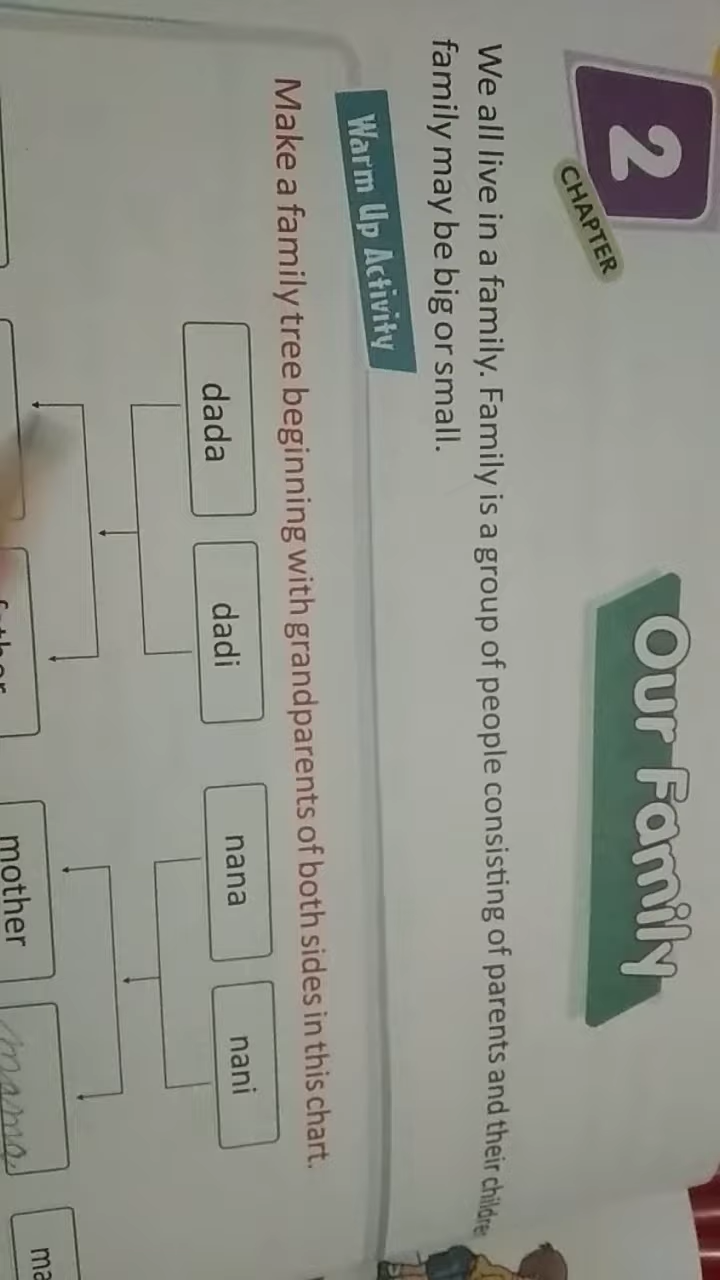 2
CHAPTER
Our Family
We all live in a family. Family is a group of people consisting of parents and their
family may be big or small.
Warm Up Activity
Make a family tree beginning with grandparents of both sides in this chart.
dada dadi nana nani
mother mama